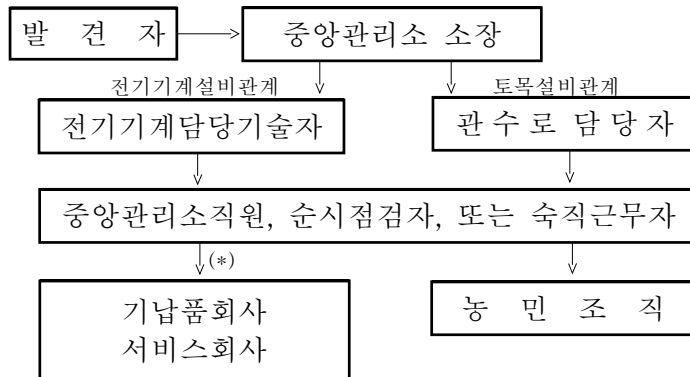 발 견 자
중앙관리소 소장
전기기계설비관계
토목설비관계
전기기계담당기술자
관수로 담당자
중앙관리소직원, 순시점검자, 또는 숙직근무자
(*)
기납품회사
서비스회사
농 민 조 직